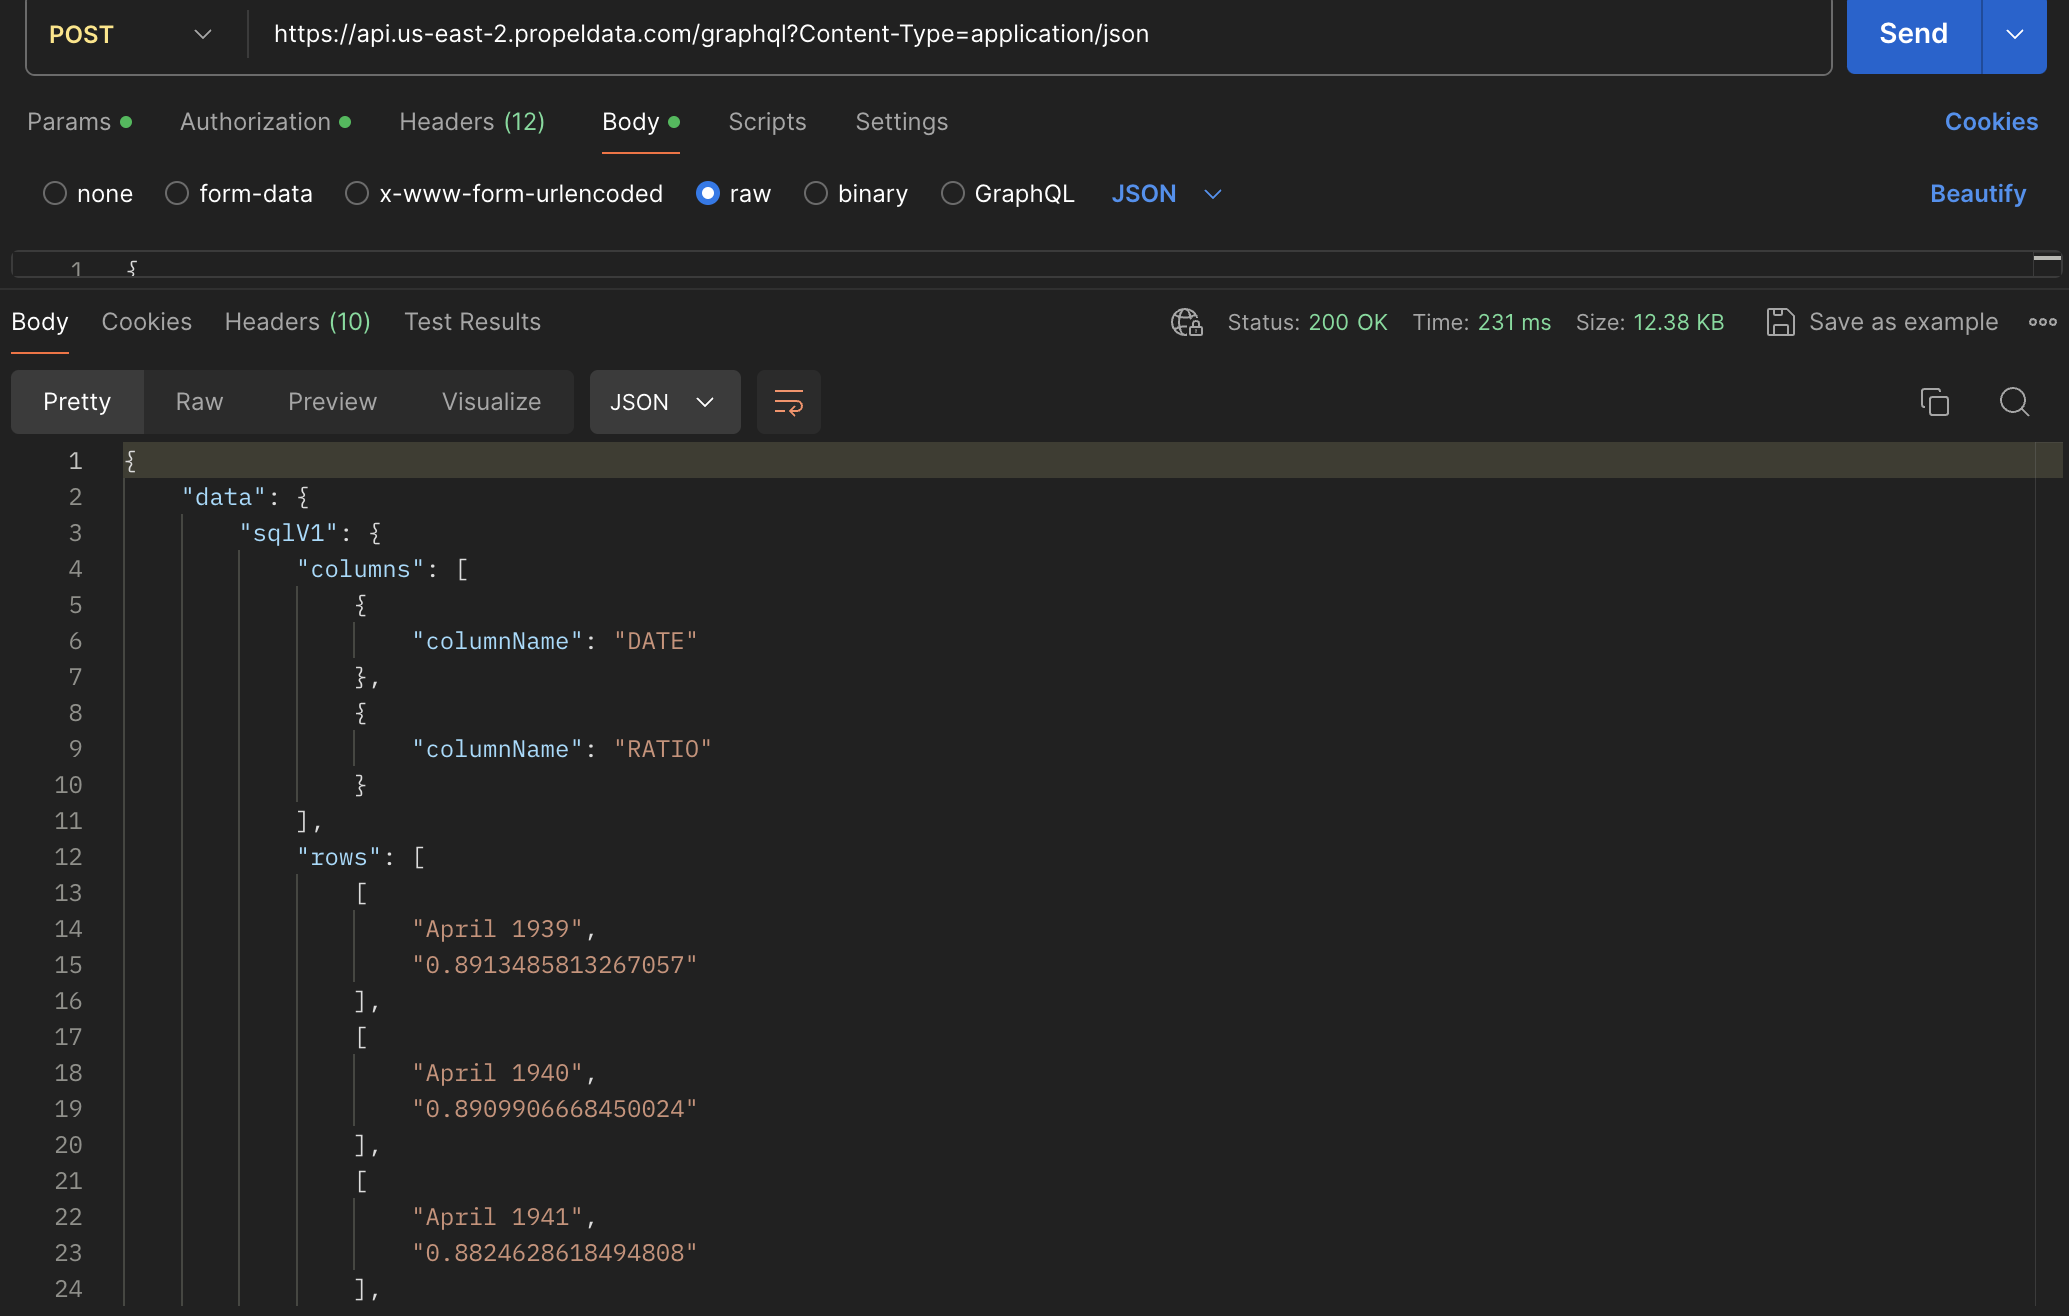 POST https://api.us-east-2.propeldata.com/graphql?Content-Type=application/json Send
Params Authorization Headers (12) Body Scripts Settings Cookies
none form-data x-www-form-urlencoded raw binary GraphQL JSON Beautify
1 {
Body Cookies Headers (10) Test Results Status: 200 OK Time: 231 ms Size: 12.38 KB Save as example
Pretty Raw Preview Visualize JSON
1 {
2 "data": {
3 "sqlV1": {
4 "columns": [
5 {
6 "columnName": "DATE"
7 },
8 {
9 "columnName": "RATIO"
10 }
11 ],
12 "rows": [
13 [
14 "April 1939",
15 "0.8913485813267057"
16 ],
17 [
18 "April 1940",
19 "0.8909906668450024"
20 ],
21 [
22 "April 1941",
23 "0.8824628618494808"
24 ],